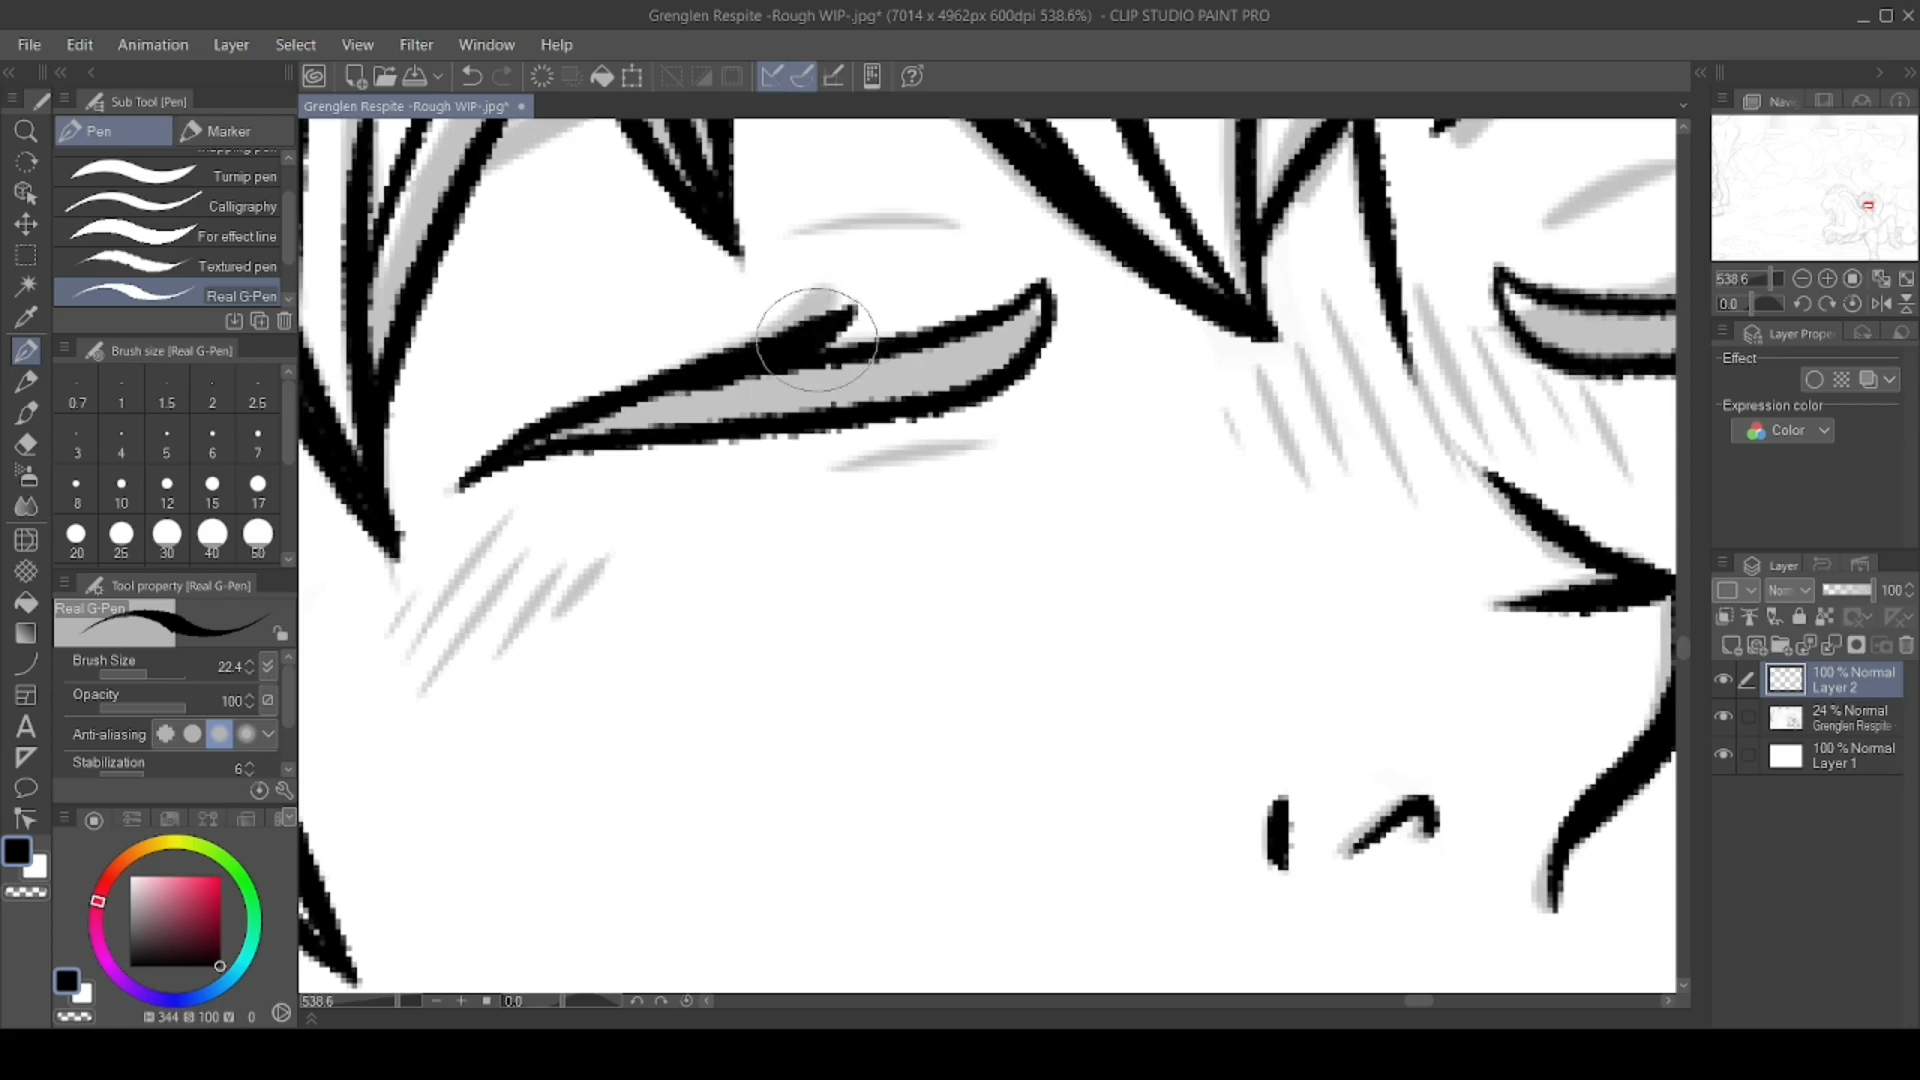 Grenglen Respite -Rough WIP-.jpg* (7014 x 4962px 600dpi 538.6%) - CLIP STUDIO PAINT PRO
File Edit Animation Layer Select View Filter Window Help
Sub Tool [Pen]
Grenglen Respite -Rough WIP-.jpg*
Pen Marker
Turnip pen
Calligraphy
For effect line
Textured pen
Real G-Pen
Brush size [Real G-Pen]
0.7 1 1.5 2 2.5
3 4 5 6 7
8 10 12 15 17
20 25 30 40 50
Tool property [Real G-Pen]
Real G-Pen
Brush Size 22.4
Opacity 100
Anti-aliasing
Stabilization 6
344 S 100 V 0
538.6 0.0
Navi
538.6
0.0
Layer Prope
Effect
Expression color
Color
Layer
Norm 100
100 % Normal
Layer 2
24 % Normal
Grenglen Respite
100 % Normal
Layer 1